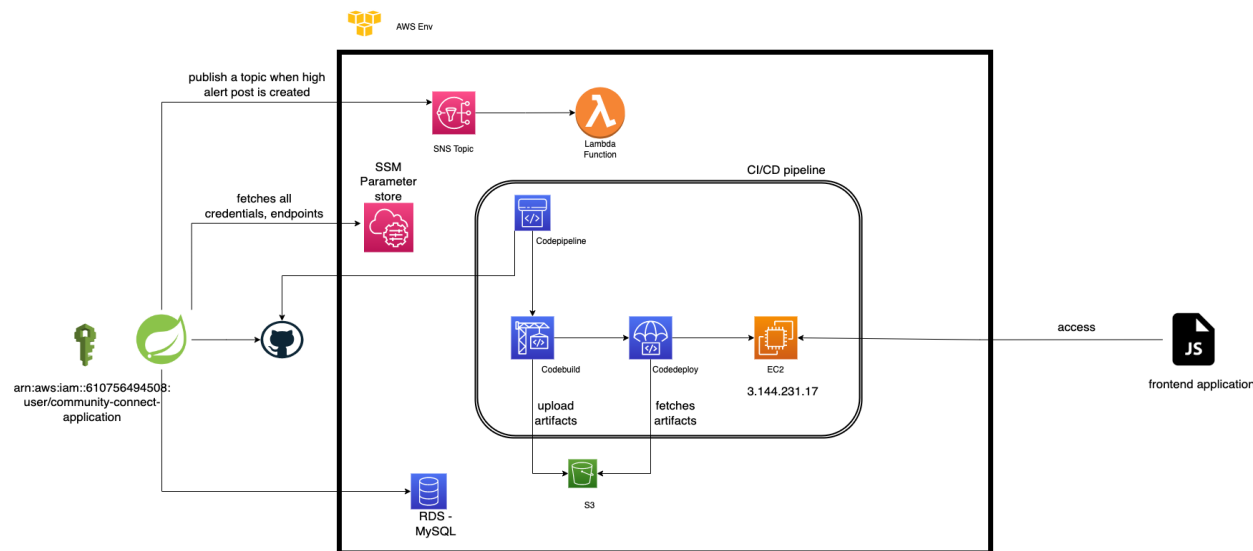 AWS Env
publish a topic when high
alert post is created
SNS Topic
Lambda
Function
SSM
Parameter
store
fetches all
credentials, endpoints
CI/CD pipeline
Codepipeline
arn:aws:iam::610756494508:
user/community-connect-
application
Codebuild
Codedeploy
EC2
3.144.231.17
access
JS
frontend application
upload
artifacts
fetches
artifacts
S3
RDS -
MySQL